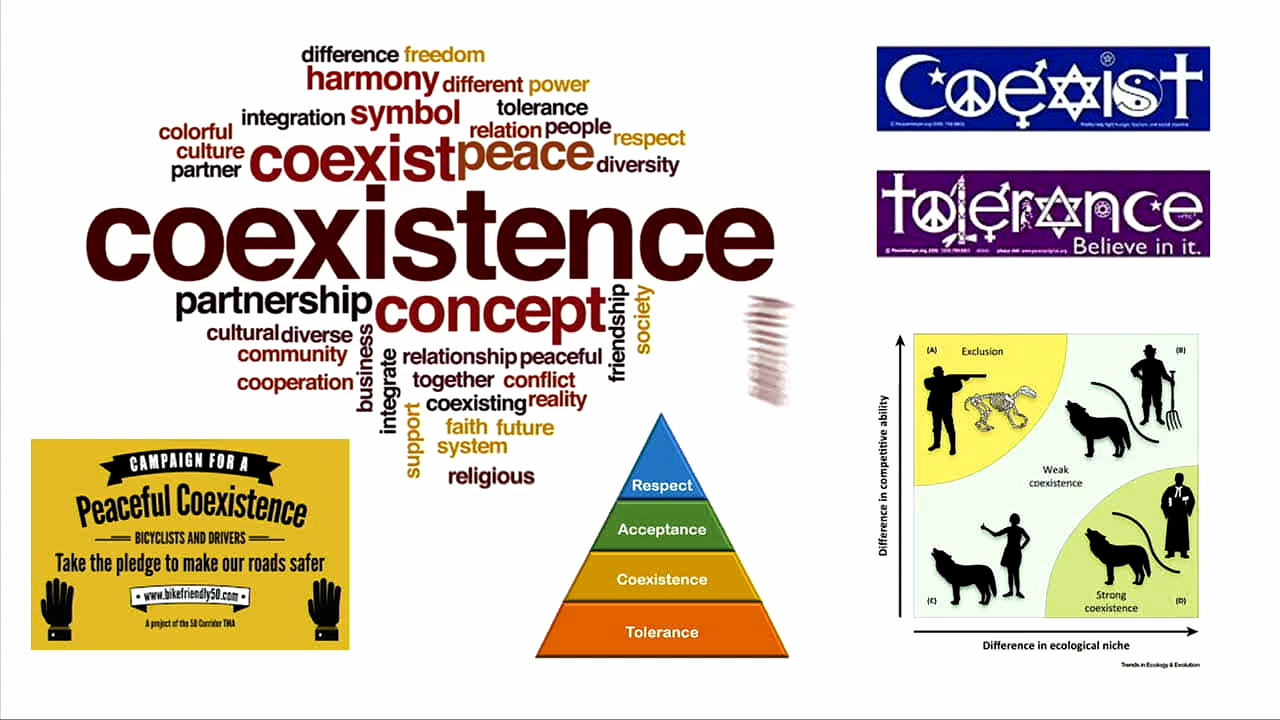 difference freedom
harmony different power
integration symbol tolerance
colorful relation people respect
culture coexist peace
partner diversity
coexistence
partnership concept
friendship
society
cultural diverse
community
business
integrate
relationship peaceful
cooperation together conflict
coexisting reality
support
faith future
system
religious
Coexist
tolerance
Believe in it.
CAMPAIGN FOR A
Peaceful Coexistence
BICYCLISTS AND DRIVERS
Take the pledge to make our roads safer
www.bikefriendly50.com
A project of the 50 Corridor TMA
Respect
Acceptance
Coexistence
Tolerance
Difference in competitive ability
(A) Exclusion
(B)
Weak
coexistence
(C)
Strong
coexistence
(D)
Difference in ecological niche
Trends in Ecology & Evolution